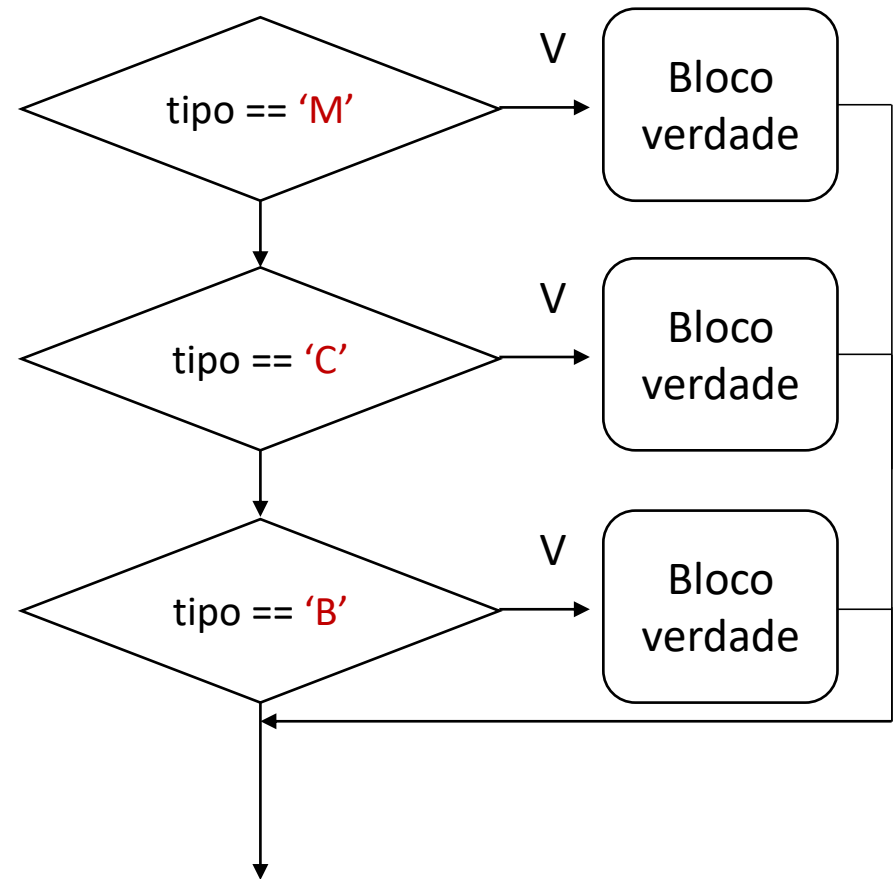 V
tipo == ‘M’
Bloco
verdade
V
tipo == ‘C’
Bloco
verdade
V
tipo == ‘B’
Bloco
verdade